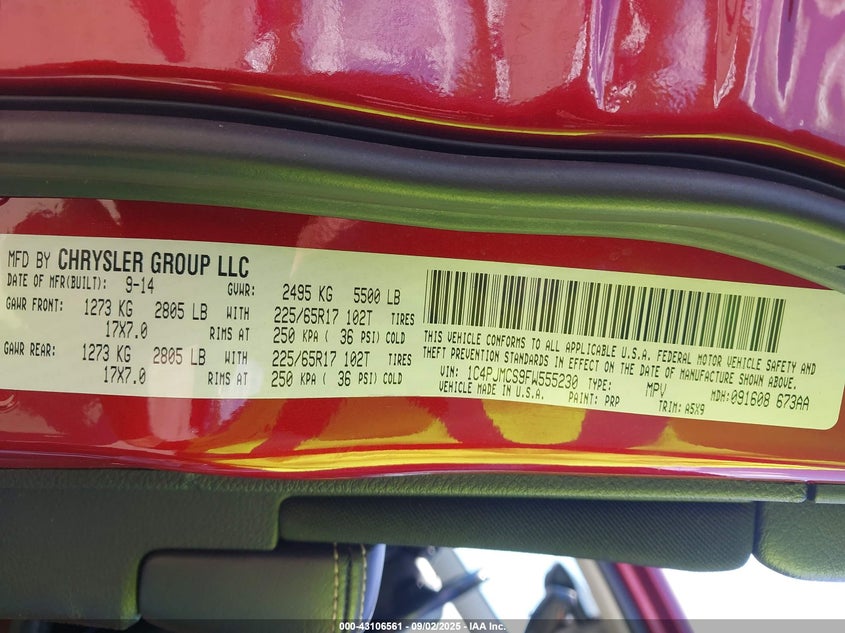 MFD BY CHRYSLER GROUP LLC
DATE OF MFR(BUILT): 9-14 GVWR: 2495 KG 5500 LB
GAWR FRONT: 1273 KG 2805 LB WITH 225/65R17 102T TIRES
17X7.0 RIMS AT 250 KPA ( 36 PSI) COLD
GAWR REAR: 1273 KG 2805 LB WITH 225/65R17 102T TIRES
17X7.0 RIMS AT 250 KPA ( 36 PSI) COLD
THIS VEHICLE CONFORMS TO ALL APPLICABLE U.S.A. FEDERAL MOTOR VEHICLE SAFETY AND
THEFT PREVENTION STANDARDS IN EFFECT ON THE DATE OF MANUFACTURE SHOWN ABOVE.
VIN: 1C4PJMCS9FW555230 TYPE: MPV MDH: 091608 673AA
VEHICLE MADE IN U.S.A. PAINT: PRP TRIM: A5X9
000-43106561 - 09/02/2025 - IAA Inc.